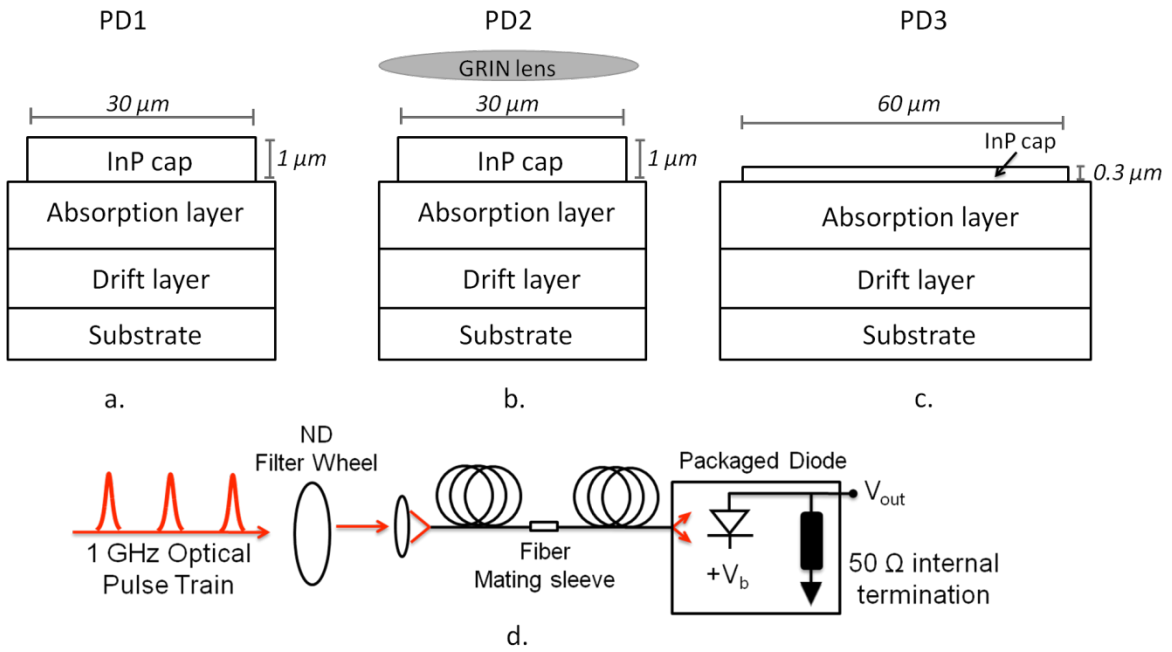 PD1
PD2
PD3
GRIN lens
30 μm
30 μm
60 μm
InP cap
1 μm
InP cap
1 μm
InP cap
0.3 μm
Absorption layer
Absorption layer
Absorption layer
Drift layer
Drift layer
Drift layer
Substrate
Substrate
Substrate
a.
b.
c.
ND
Filter Wheel
Packaged Diode
1 GHz Optical
Pulse Train
Fiber
Mating sleeve
+Vb
Vout
50 Ω internal
termination
d.